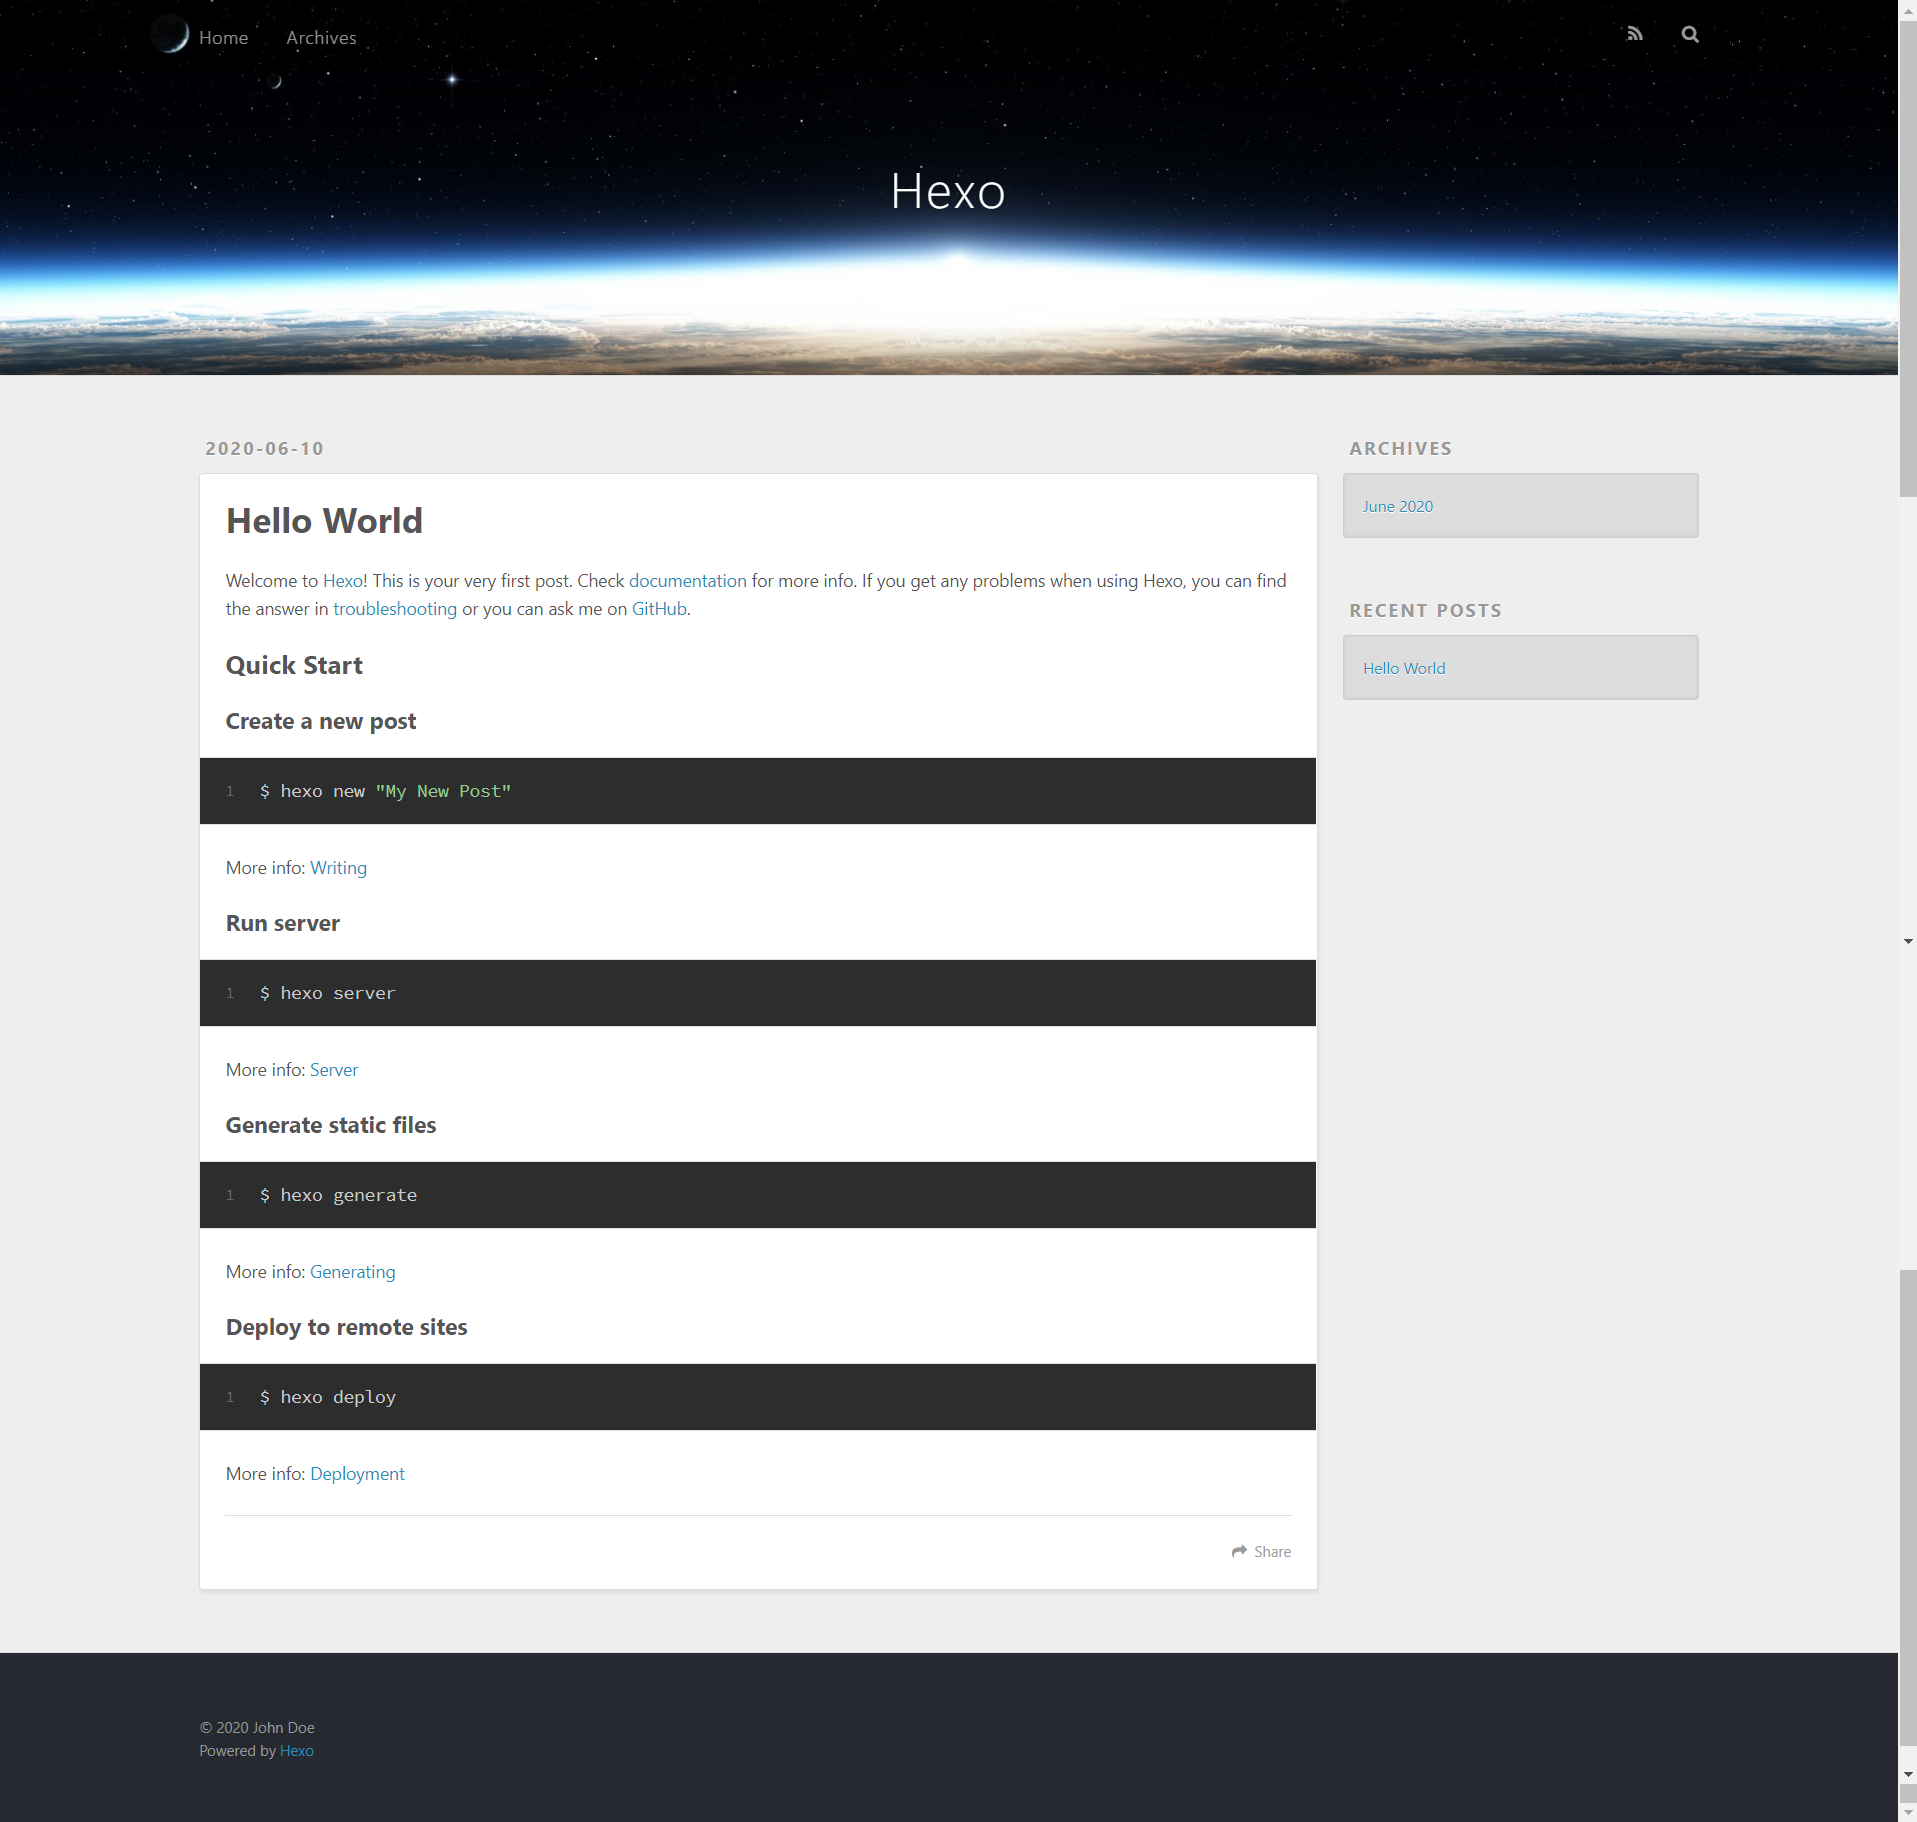 Home Archives
Hexo
2020-06-10
Hello World
Welcome to Hexo! This is your very first post. Check documentation for more info. If you get any problems when using Hexo, you can find
the answer in troubleshooting or you can ask me on GitHub.
Quick Start
Create a new post
1 $ hexo new "My New Post"
More info: Writing
Run server
1 $ hexo server
More info: Server
Generate static files
1 $ hexo generate
More info: Generating
Deploy to remote sites
1 $ hexo deploy
More info: Deployment
Share
ARCHIVES
June 2020
RECENT POSTS
Hello World
© 2020 John Doe
Powered by Hexo